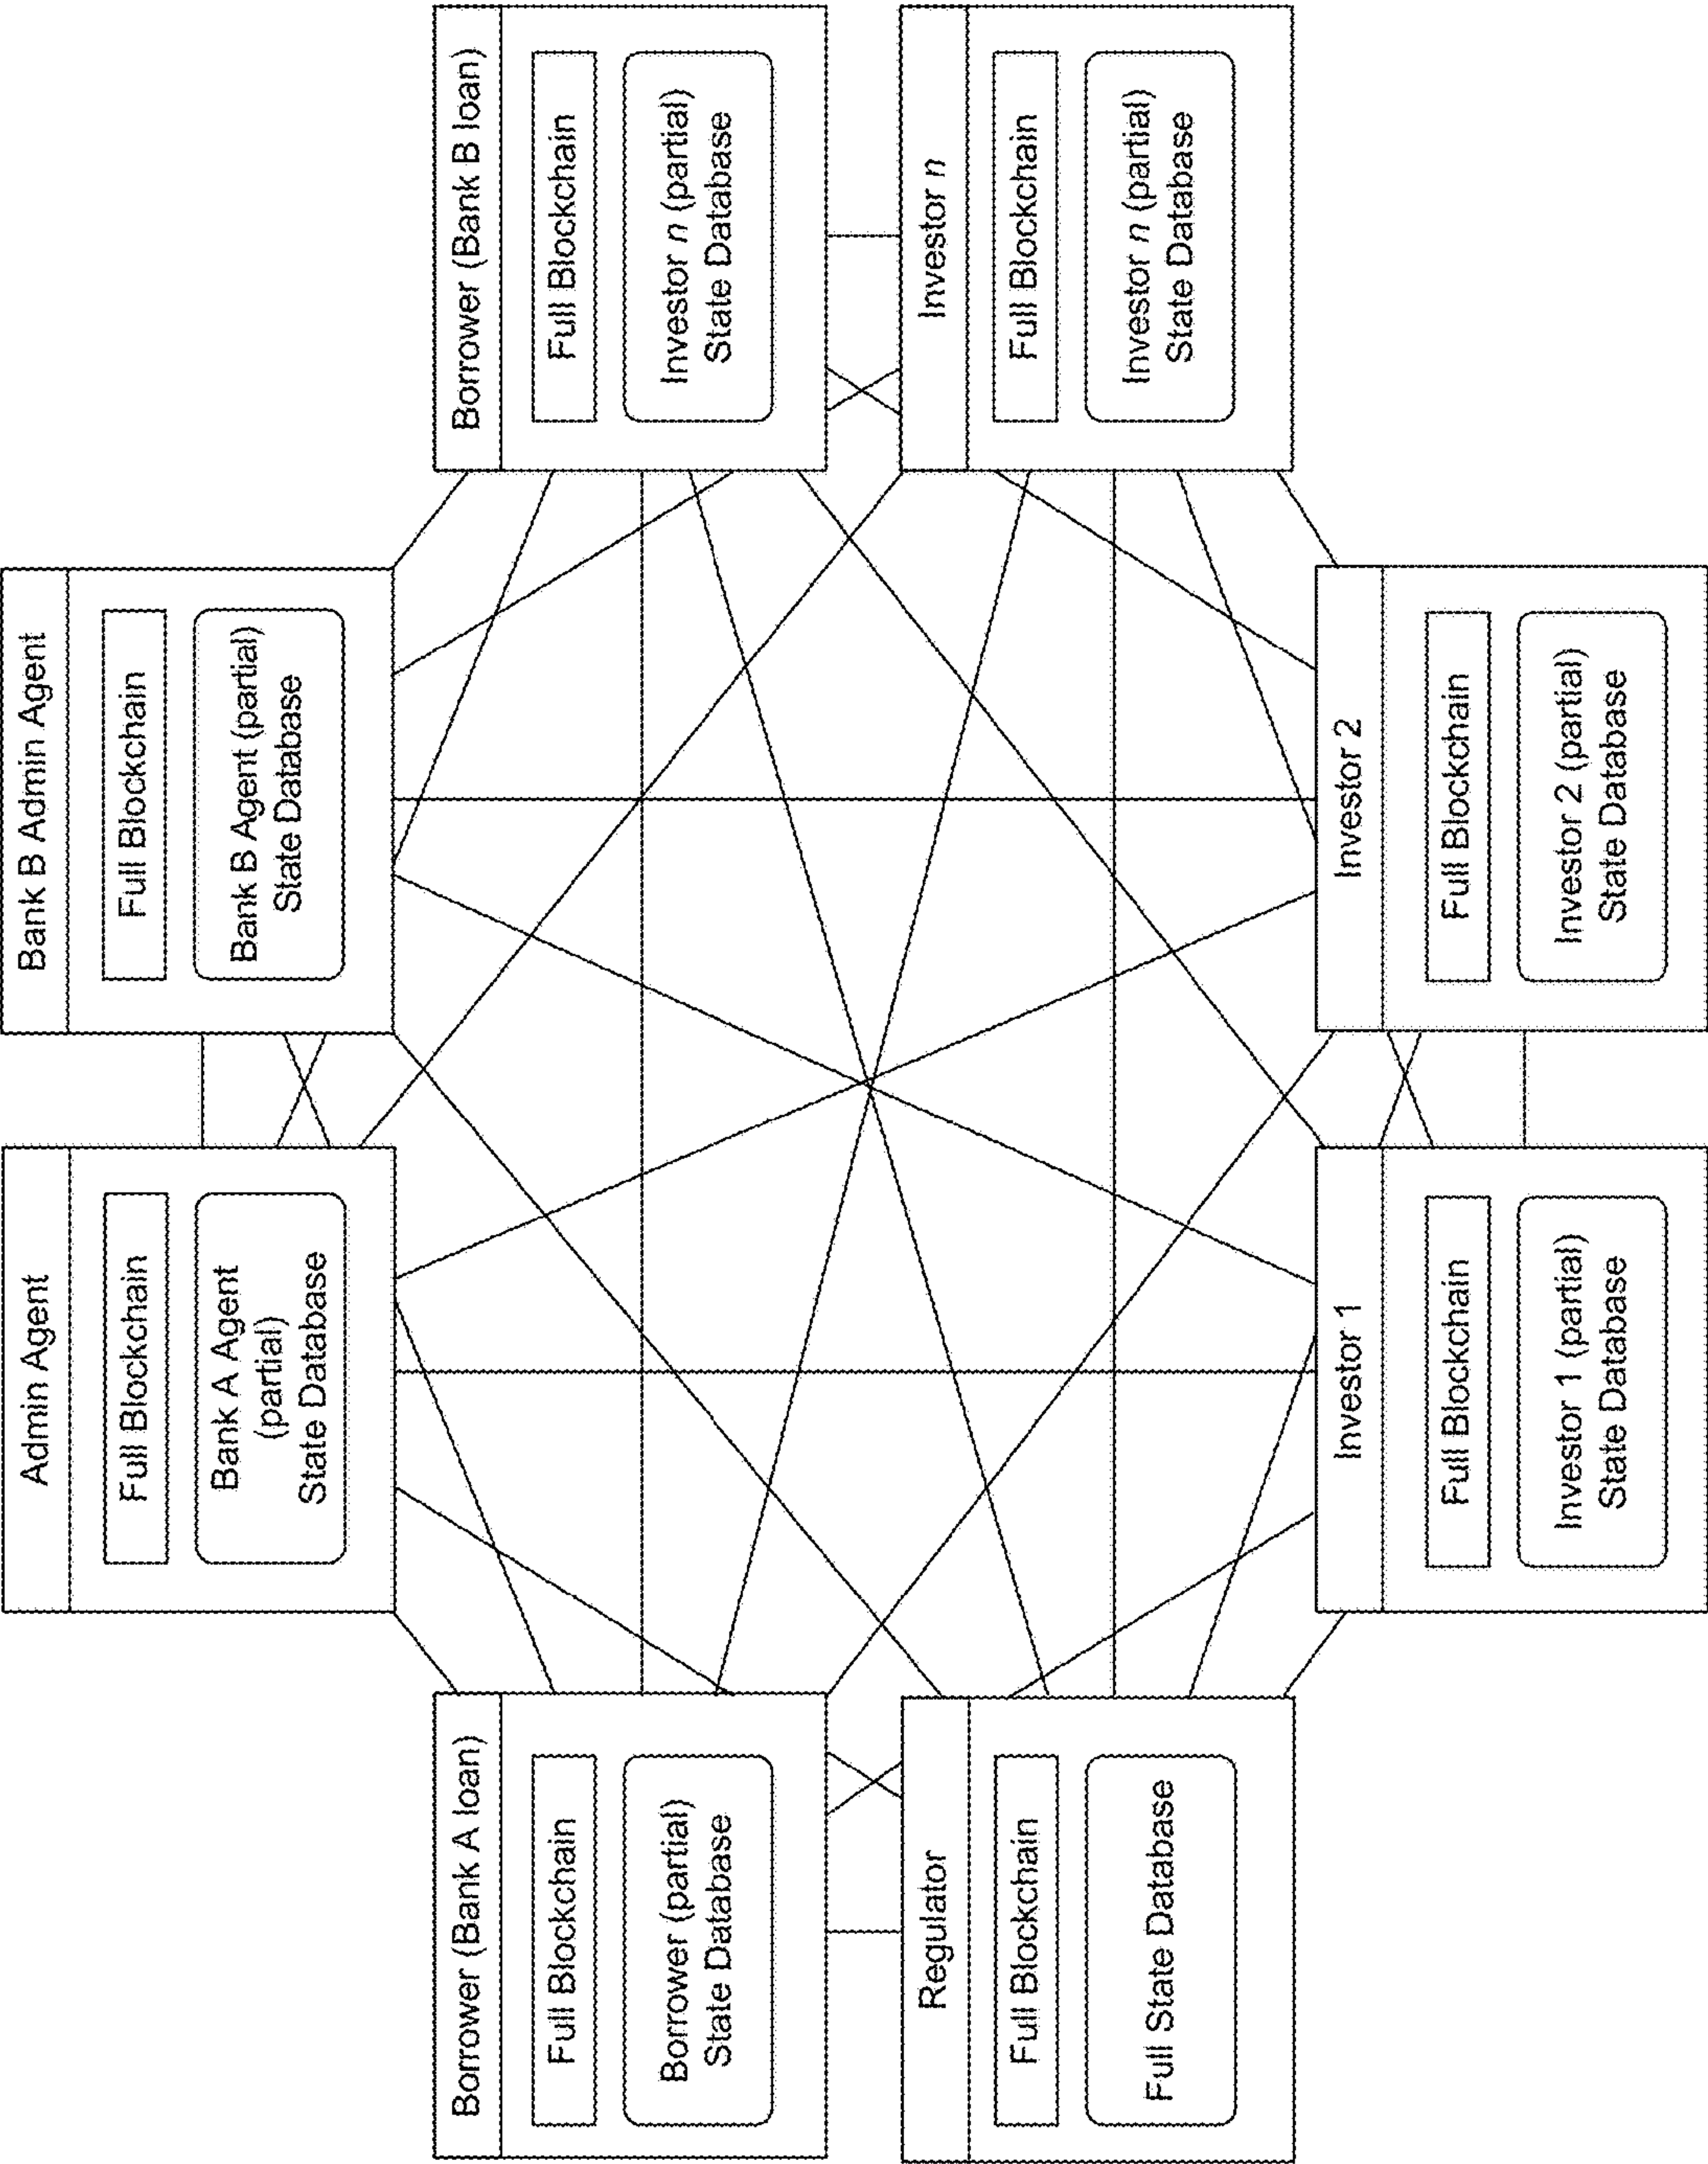 Admin Agent
Full Blockchain
Bank A Agent
(partial)
State Database
Bank B Admin Agent
Full Blockchain
Bank B Agent (partial)
State Database
Borrower (Bank A loan)
Full Blockchain
Borrower (partial)
State Database
Borrower (Bank B loan)
Full Blockchain
Investor n (partial)
State Database
Regulator
Full Blockchain
Full State Database
Investor n
Full Blockchain
Investor n (partial)
State Database
Investor 1
Full Blockchain
Investor 1 (partial)
State Database
Investor 2
Full Blockchain
Investor 2 (partial)
State Database